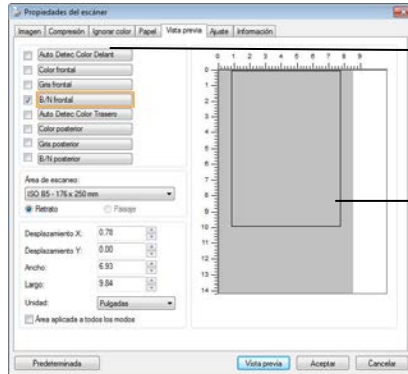 Propiedades del escáner
Imagen Compresión Ignorar color Papel Vista previa Ajuste Información
Auto Detec Color Delant
Color frontal
Gris frontal
B/N frontal
Auto Detec Color Trasero
Color posterior
Gris posterior
B/N posterior
Área de escaneo:
ISO B5 - 176 x 250 mm
Retrato Paisaje
Desplazamiento X: 0.78
Desplazamiento Y: 0.00
Ancho: 6.93
Largo: 9.84
Unidad: Pulgadas
Área aplicada a todos los modos
0 1 2 3 4 5 6 7 8 9
0
1
2
3
4
5
6
7
8
9
10
11
12
13
14
Predeterminada Vista previa Aceptar Cancelar